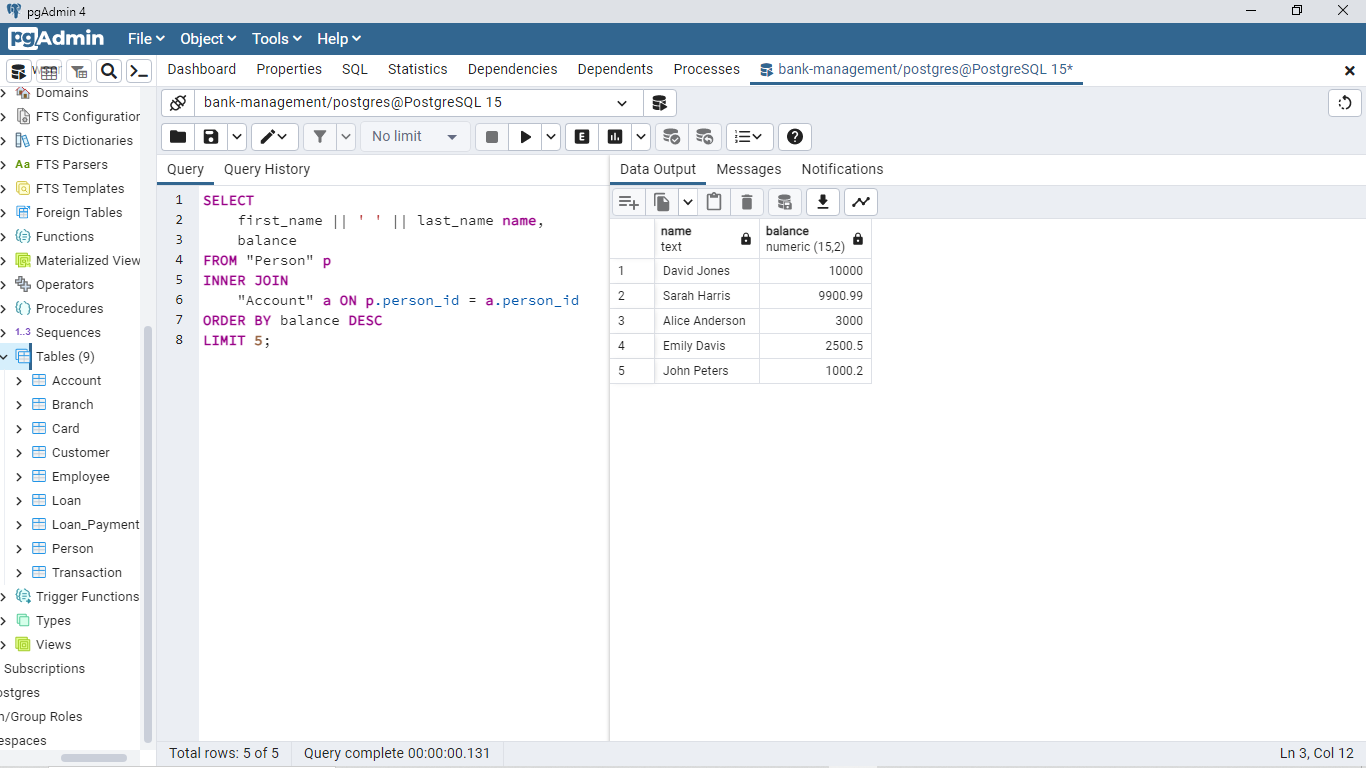 pgAdmin 4
pgAdmin File Object Tools Help
Dashboard Properties SQL Statistics Dependencies Dependents Processes bank-management/postgres@PostgreSQL 15*
bank-management/postgres@PostgreSQL 15
No limit
Domains
FTS Configuration
FTS Dictionaries
Aa FTS Parsers
FTS Templates
Foreign Tables
Functions
Materialized View
Operators
Procedures
1..3 Sequences
Tables (9)
Account
Branch
Card
Customer
Employee
Loan
Loan_Payment
Person
Transaction
Trigger Functions
Types
Views
Subscriptions
ostgres
n/Group Roles
espaces
Query Query History
1 SELECT
2 first_name || ' ' || last_name name,
3 balance
4 FROM "Person" p
5 INNER JOIN
6 "Account" a ON p.person_id = a.person_id
7 ORDER BY balance DESC
8 LIMIT 5;
Data Output Messages Notifications
name balance
text numeric (15,2)
1 David Jones 10000
2 Sarah Harris 9900.99
3 Alice Anderson 3000
4 Emily Davis 2500.5
5 John Peters 1000.2
Total rows: 5 of 5 Query complete 00:00:00.131 Ln 3, Col 12